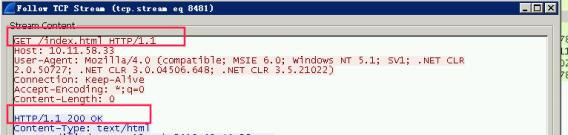 Follow TCP Stream (tcp.stream eq 8481)
Stream Content
GET /index.html HTTP/1.1
Host: 10.11.58.33
User-Agent: Mozilla/4.0 (compatible; MSIE 6.0; Windows NT 5.1; SV1; .NET CLR
2.0.50727; .NET CLR 3.0.04506.648; .NET CLR 3.5.21022)
Connection: Keep-Alive
Accept-Encoding: *;q=0
Content-Length: 0
HTTP/1.1 200 OK
Content-Type: text/html